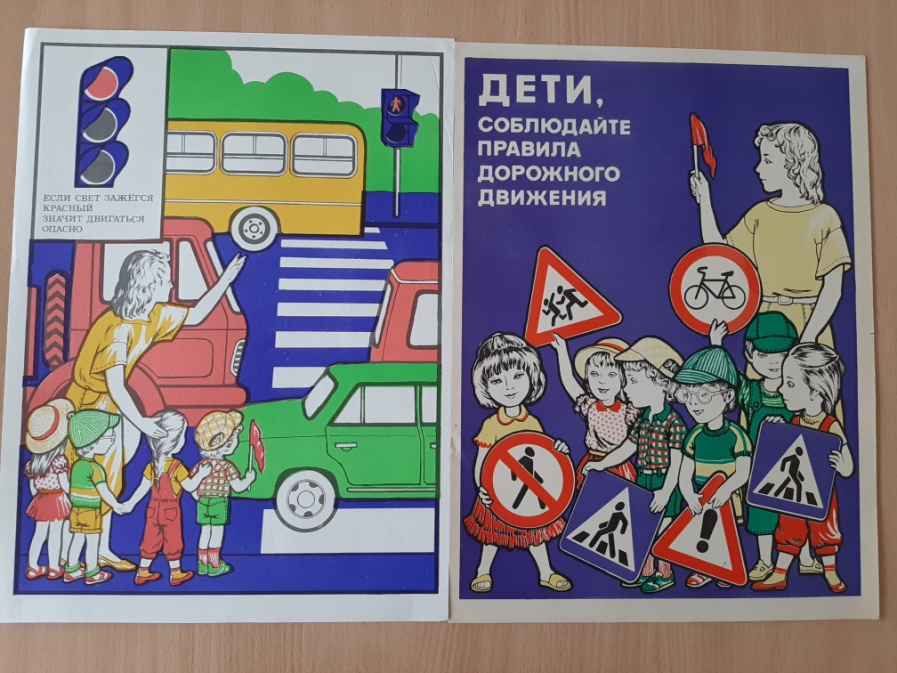 ЕСЛИ СВЕТ ЗАЖЁГСЯ
КРАСНЫЙ
ЗНАЧИТ ДВИГАТЬСЯ
ОПАСНО
ДЕТИ,
СОБЛЮДАЙТЕ
ПРАВИЛА
ДОРОЖНОГО
ДВИЖЕНИЯ